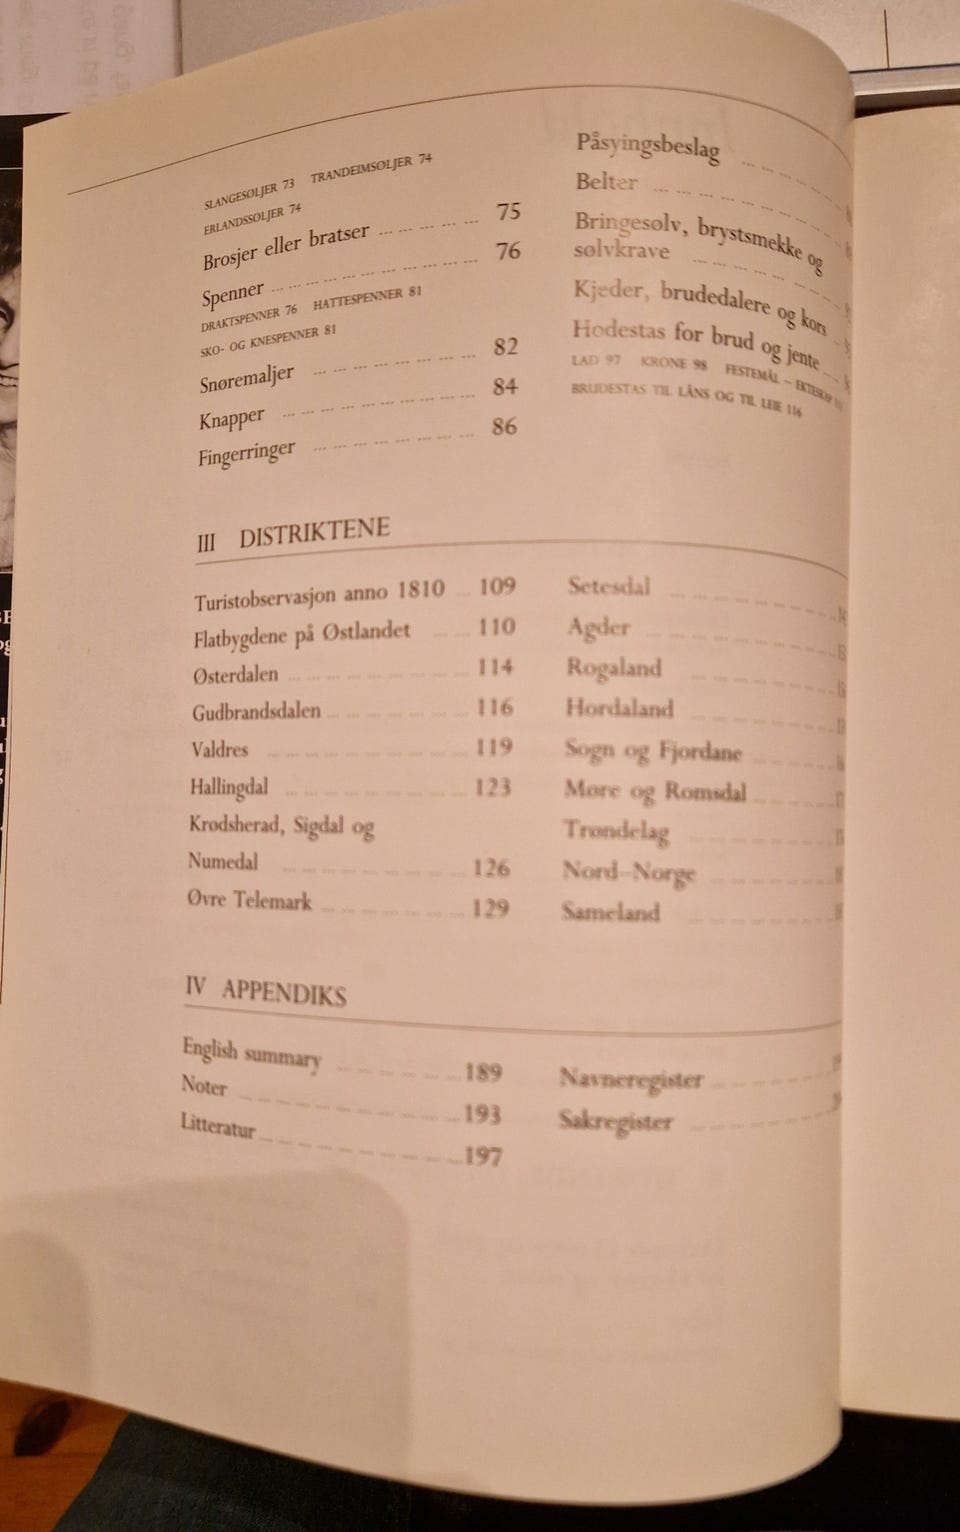 SLANGESØLJER 73 TRANDEIMSØLJER 74
ERLANDSSØLJER 74
Brosjer eller bratser ... ... ... ... ... 75
Spenner ... ... ... ... ... ... ... ... ... 76
DRAKTSPENNER 76 HATTESPENNER 81
SKO- OG KNESPENNER 81
Snøremaljer ... ... ... ... ... ... ... 82
Knapper ... ... ... ... ... ... ... ... 84
Fingerringer ... ... ... ... ... ... ... 86
Påsyingsbeslag ... ... ... ... ...
Belter ... ... ... ... ... ... ... ...
Bringesølv, brystsmekke og
sølvkrave ... ... ... ... ... ...
Kjeder, brudedalere og kors
Hodestas for brud og jente
LAD 97 KRONE 98 FESTEMÅL – EKTESKAP
BRUDESTAS TIL LÅNS OG TIL LEIE 116
III DISTRIKTENE
Turistobservasjon anno 1810 ... 109
Flatbygdene på Østlandet ... ... 110
Østerdalen ... ... ... ... ... ... ... 114
Gudbrandsdalen ... ... ... ... ... ... 116
Valdres ... ... ... ... ... ... ... ... 119
Hallingdal ... ... ... ... ... ... ... 123
Krødsherad, Sigdal og
Numedal ... ... ... ... ... ... ... 126
Øvre Telemark ... ... ... ... ... ... 129
Setesdal ... ... ... ... ... ... ...
Agder ... ... ... ... ... ... ... ...
Rogaland ... ... ... ... ... ...
Hordaland ... ... ... ... ... ...
Sogn og Fjordane ... ... ... ...
Møre og Romsdal ... ... ... ...
Trøndelag ... ... ... ... ... ...
Nord-Norge ... ... ... ... ...
Sameland ... ... ... ... ... ...
IV APPENDIKS
English summary ... ... ... ... ... 189
Noter ... ... ... ... ... ... ... ... 193
Litteratur ... ... ... ... ... ... ... 197
Navneregister ... ... ... ... ...
Sakregister ... ... ... ... ... ...